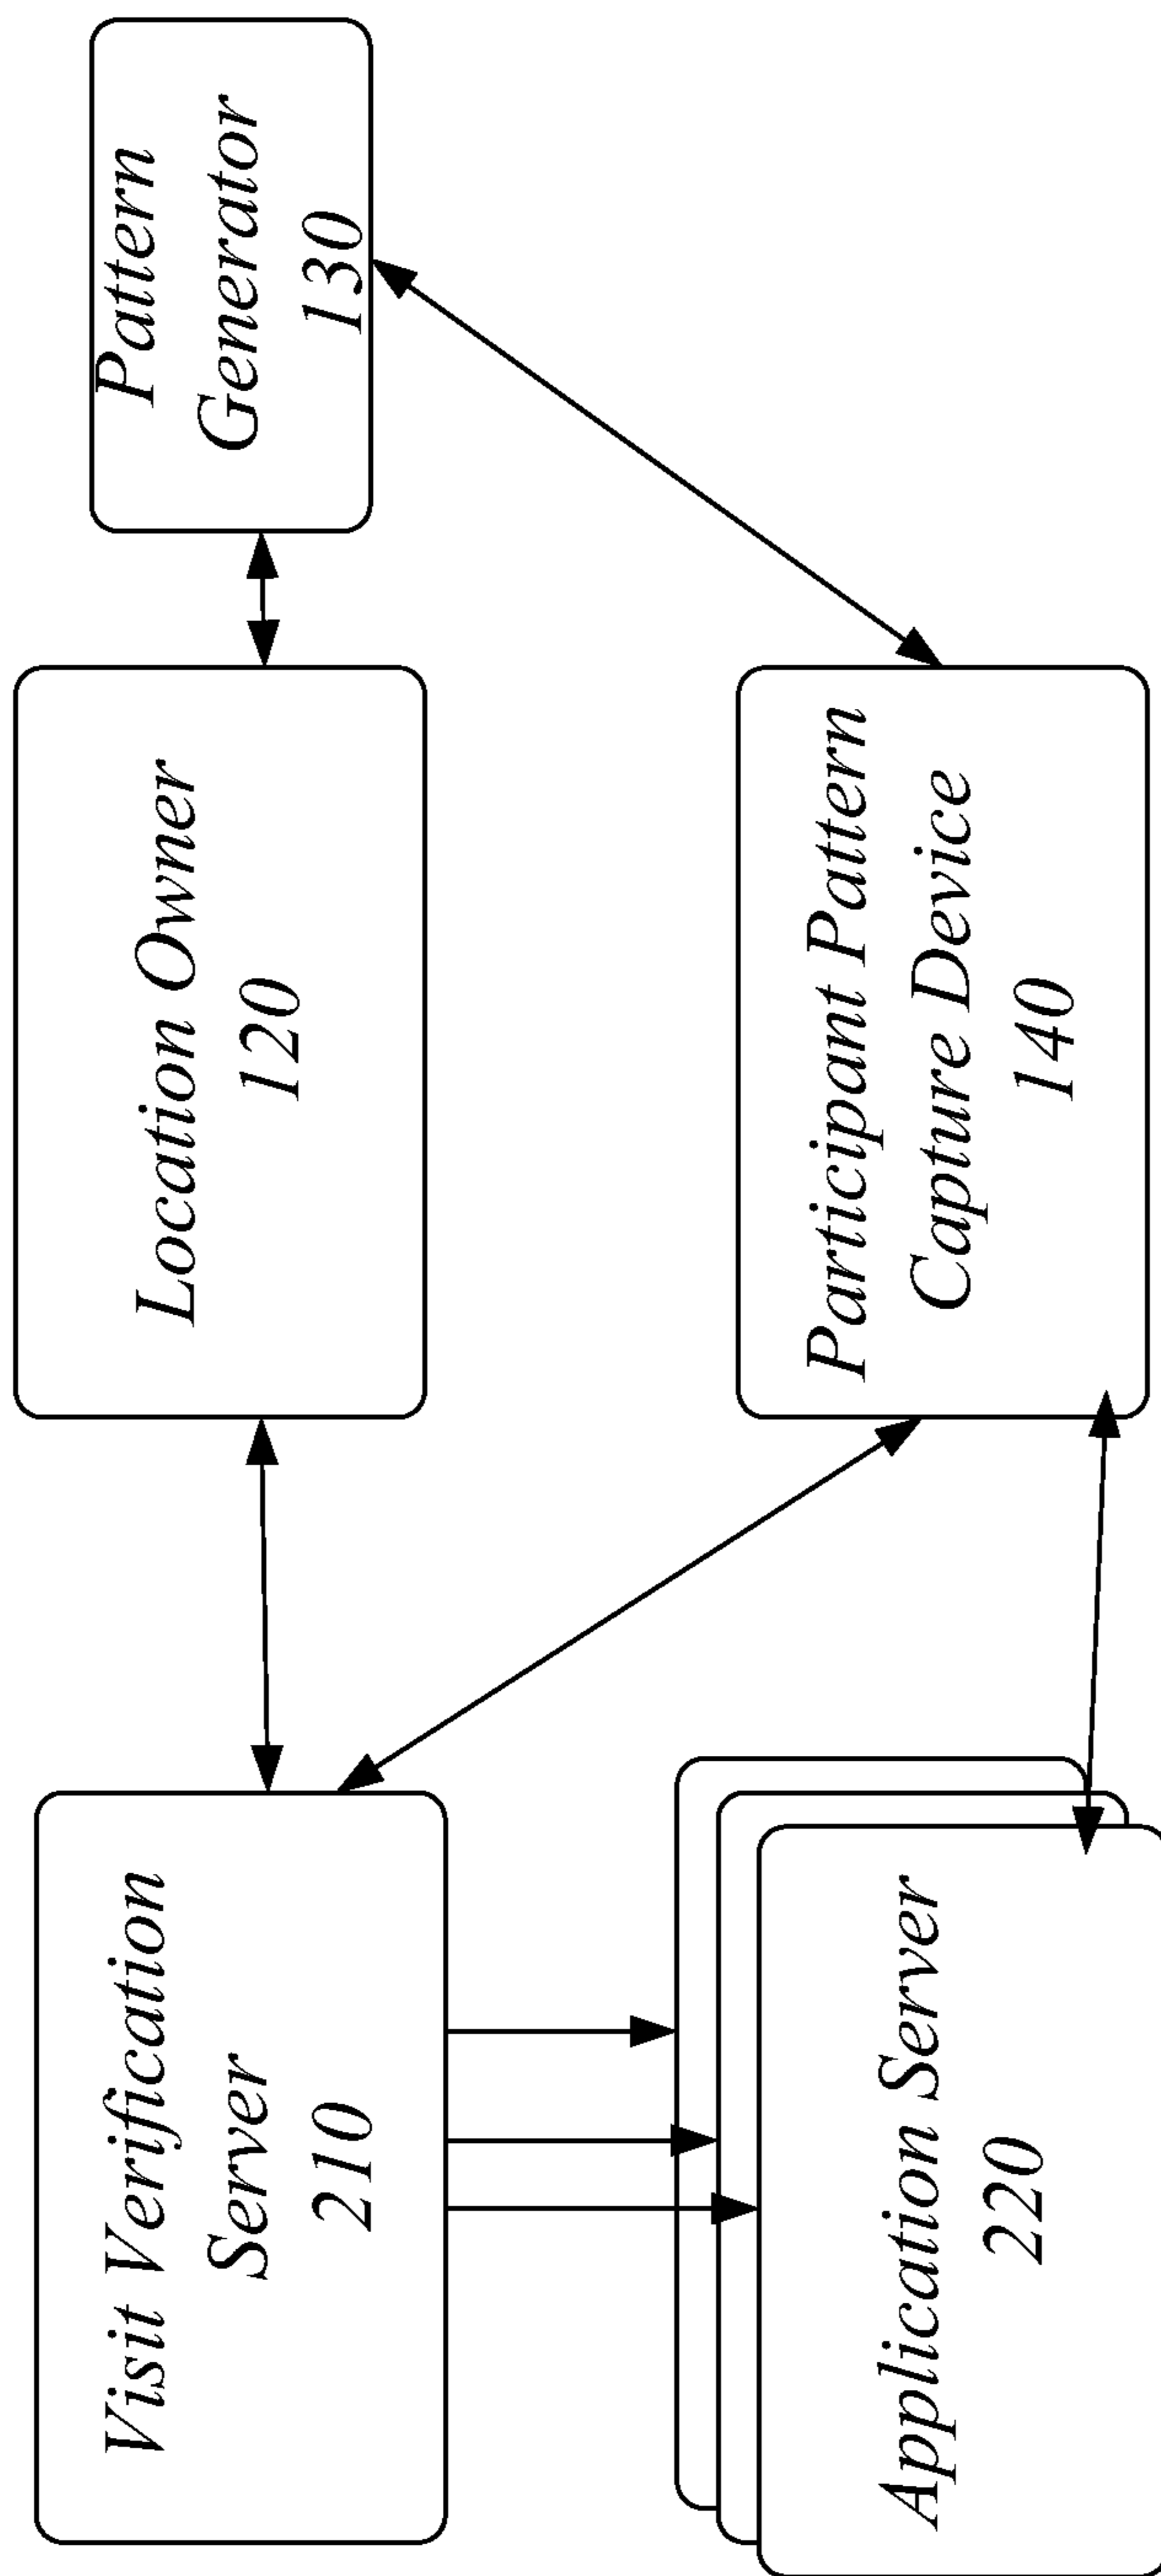 Visit Verification
Server
210
Location Owner
120
Pattern
Generator
130
Application Server
220
Participant Pattern
Capture Device
140